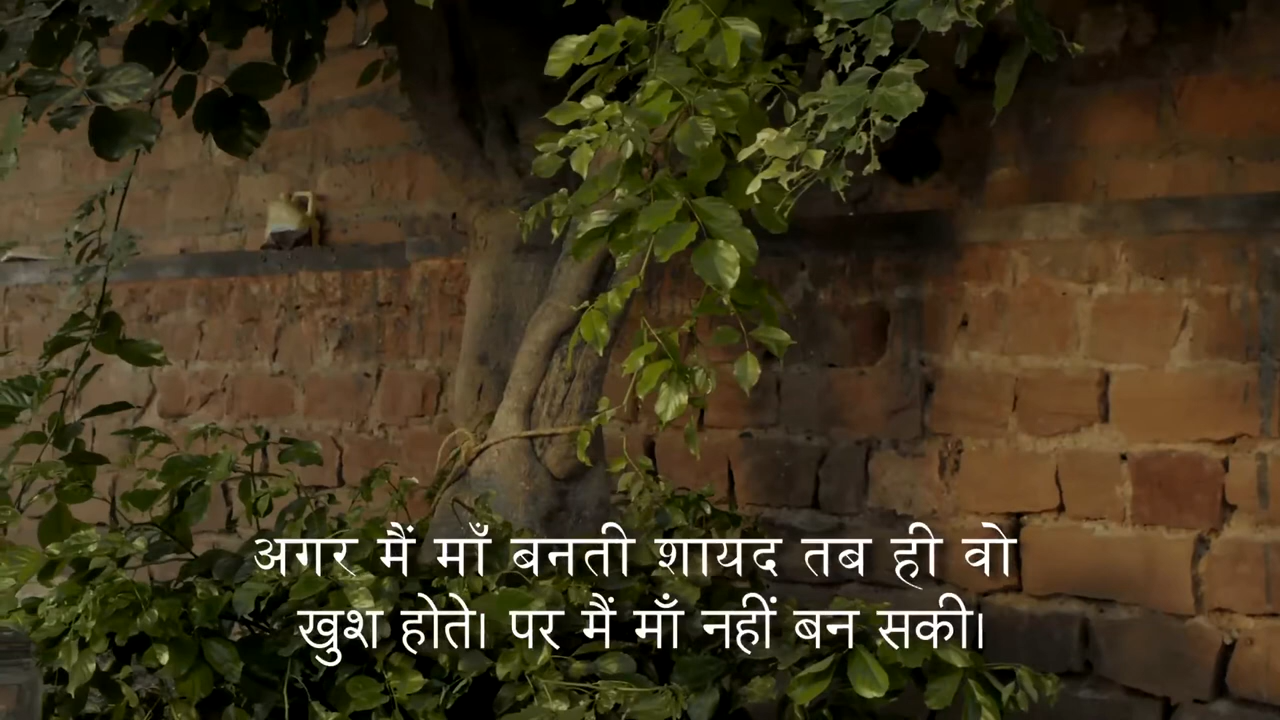 अगर मैं माँ बनती शायद तब ही वो
खुश होते। पर मैं माँ नहीं बन सकी।